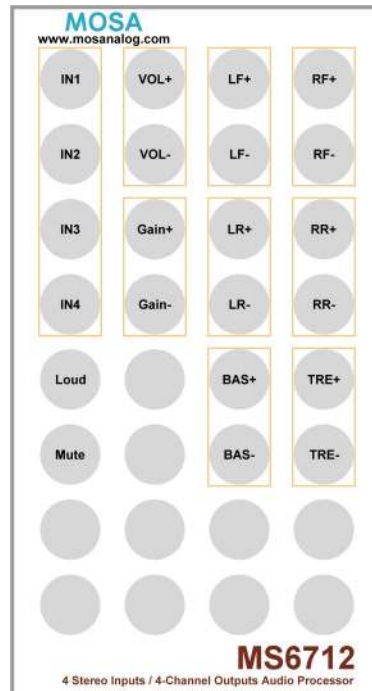 MOSA
www.mosanalog.com
IN1 VOL+ LF+ RF+
IN2 VOL- LF- RF-
IN3 Gain+ LR+ RR+
IN4 Gain- LR- RR-
Loud BAS+ TRE+
Mute BAS- TRE-
MS6712
4 Stereo Inputs / 4-Channel Outputs Audio Processor